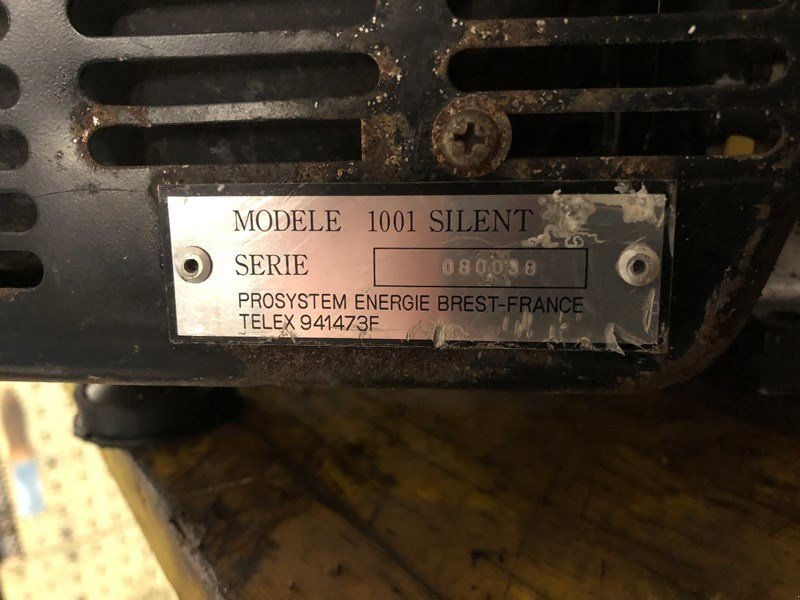 MODELE 1001 SILENT
SERIE 080038
PROSYSTEM ENERGIE BREST-FRANCE
TELEX 941473F